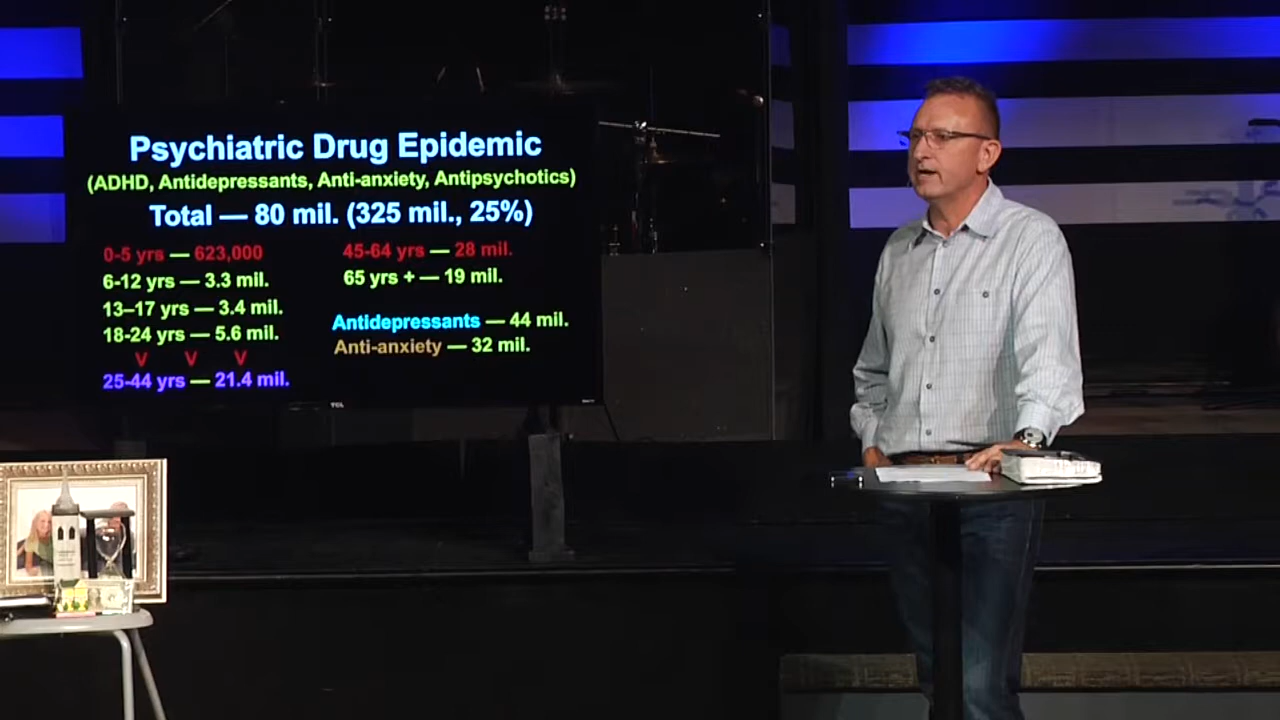 Psychiatric Drug Epidemic
(ADHD, Antidepressants, Anti-anxiety, Antipsychotics)
Total — 80 mil. (325 mil., 25%)
0-5 yrs — 623,000
6-12 yrs — 3.3 mil.
13–17 yrs — 3.4 mil.
18-24 yrs — 5.6 mil.
V V V
25-44 yrs — 21.4 mil.
45-64 yrs — 28 mil.
65 yrs + — 19 mil.
Antidepressants — 44 mil.
Anti-anxiety — 32 mil.
TCL